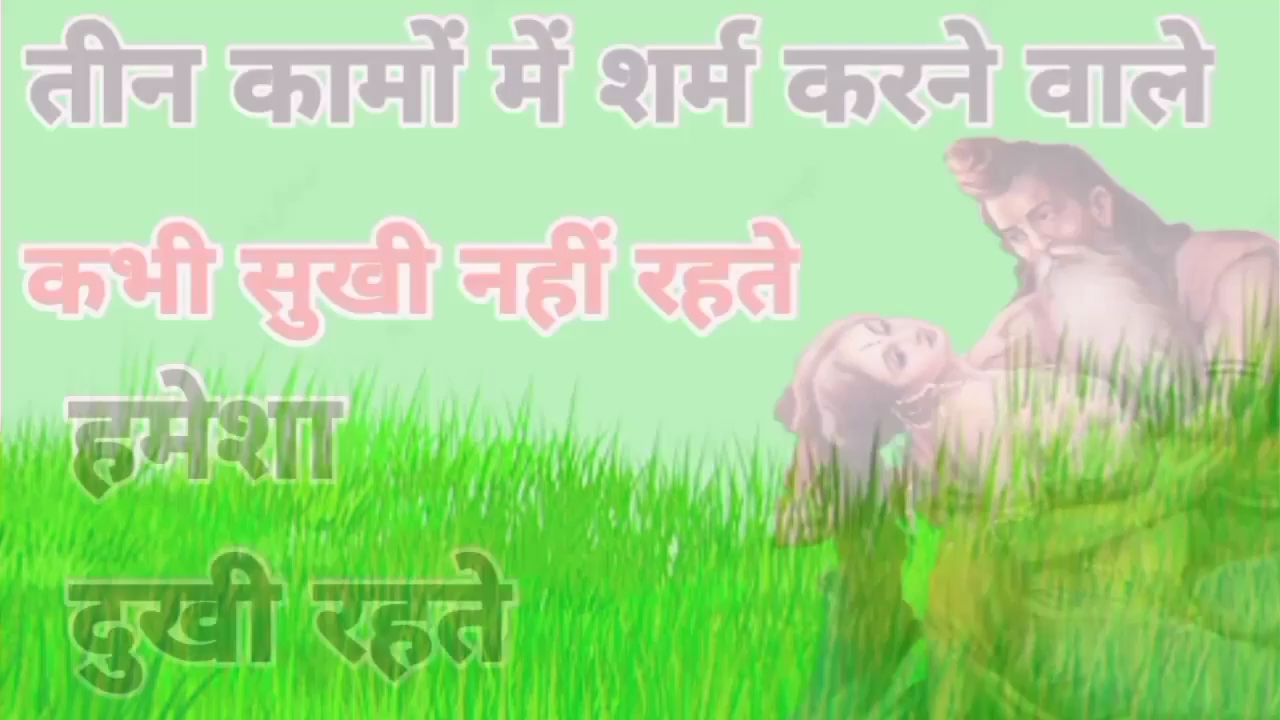 तीन कामों में शर्म करने वाले
कभी सुखी नहीं रहते
हमेशा
दुखी रहते